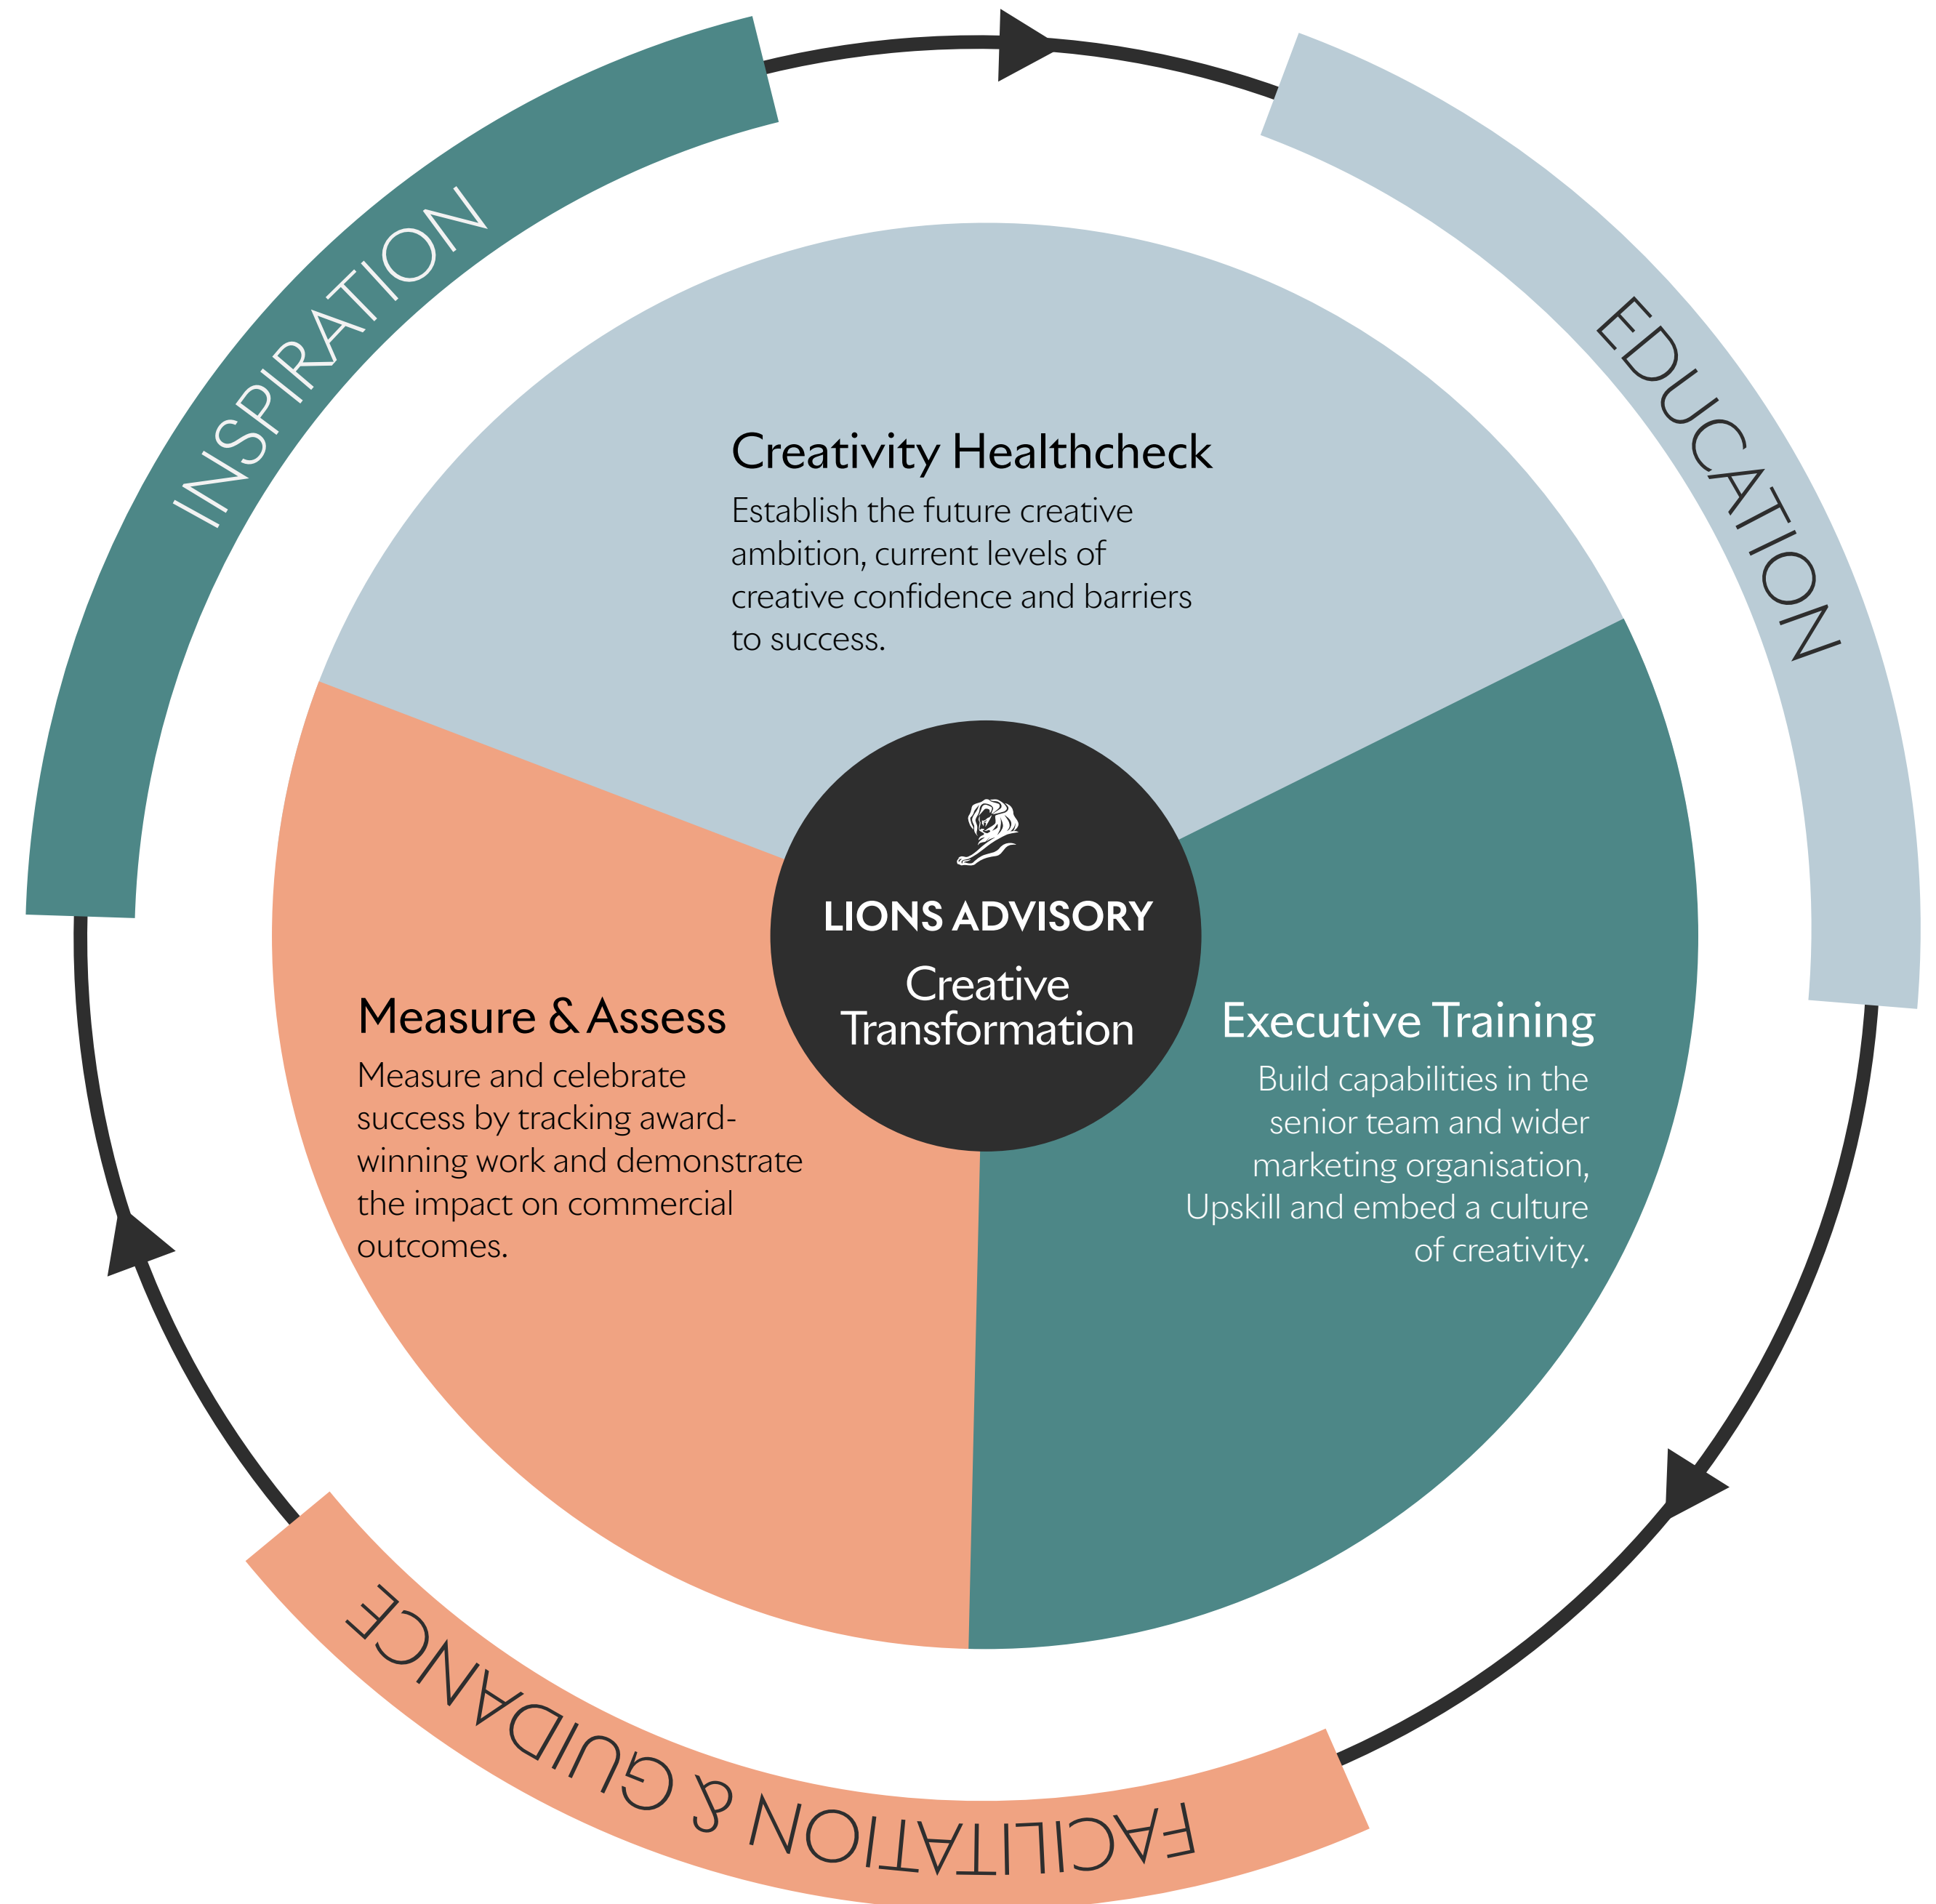 INSPIRATION
EDUCATION
Creativity Healthcheck
Establish the future creative
ambition, current levels of
creative confidence and barriers
to success.
LIONS ADVISORY
Creative
Transformation
Measure & Assess
Measure and celebrate
success by tracking award-
winning work and demonstrate
the impact on commercial
outcomes.
Executive Training
Build capabilities in the
senior team and wider
marketing organisation,
Upskill and embed a culture
of creativity.
FACILITATION & GUIDANCE